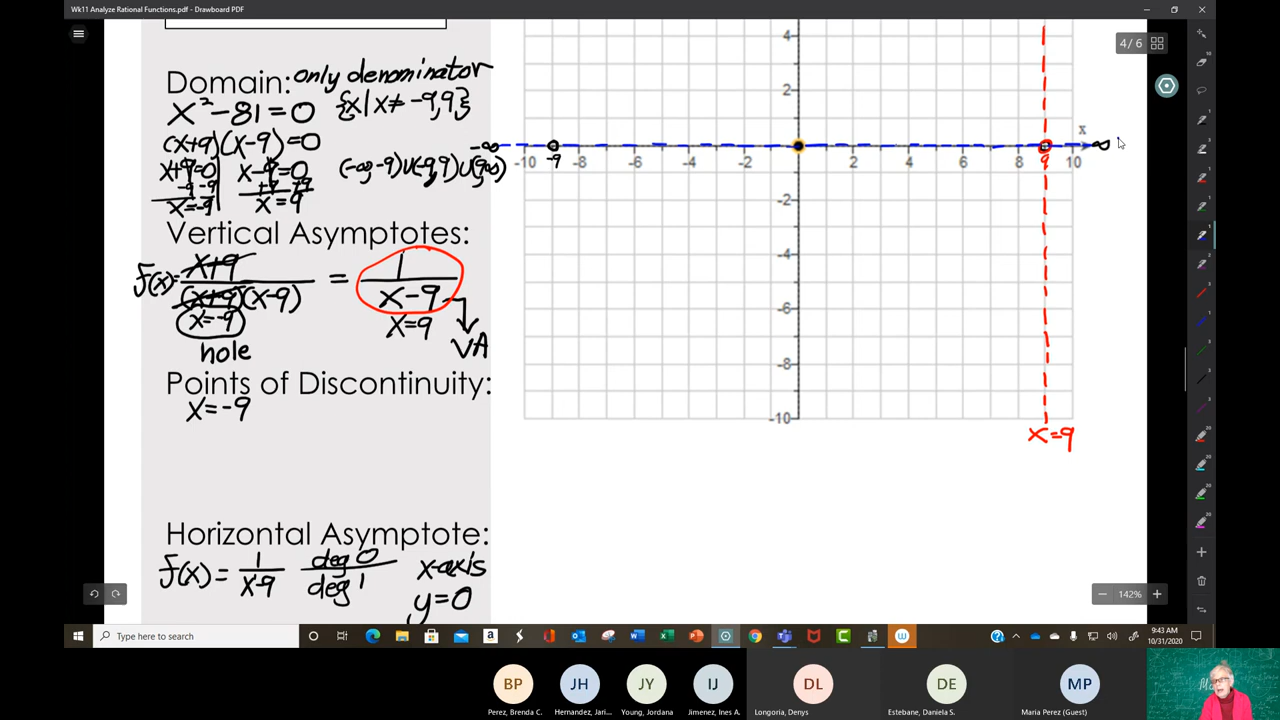 Wk11 Analyze Rational Functions.pdf - Drawboard PDF
4 / 6
Domain: only denominator
x² - 81 = 0 {x | x ≠ -9, 9}
(x+9)(x-9)=0
x+9=0 x-9=0 (-∞,-9)∪(-9,9)∪(9,∞)
-9 -9 +9 +9
x=-9 x=9
Vertical Asymptotes:
f(x)= x+9 / (x+9)(x-9) = 1 / x-9
x=-9 x=9
hole VA
Points of Discontinuity:
x=-9
Horizontal Asymptote:
f(x) = 1 / x-9 deg 0 / deg 1 x-axis
y=0
4
2
x
-∞ ∞
-10 -9 -6 -4 -2 2 4 6 8 9 10
-2
-4
-6
-8
-10
x=9
142%
Type here to search
9:43 AM
10/31/2020
BP JH JY IJ DL DE MP
Perez, Brenda C. Hernandez, Jari... Young, Jordana Jimenez, Ines A. Longoria, Denys Estebane, Daniela S. Maria Perez (Guest)